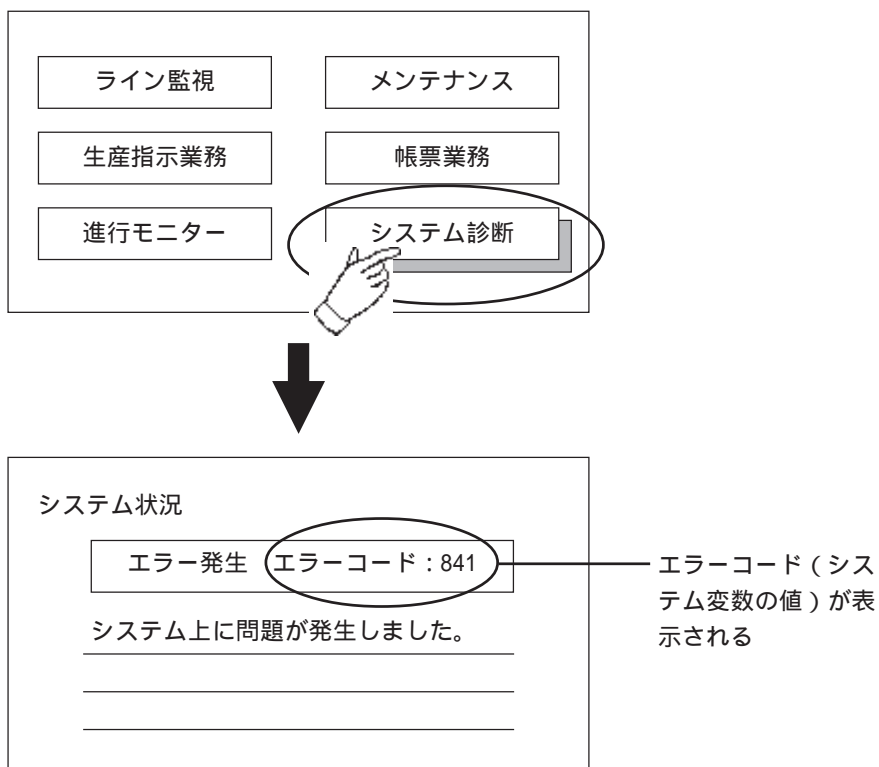 ライン監視
メンテナンス
生産指示業務
帳票業務
進行モニター
システム診断
システム状況
エラー発生 エラーコード：841
システム上に問題が発生しました。
エラーコード（シス
テム変数の値）が表
示される